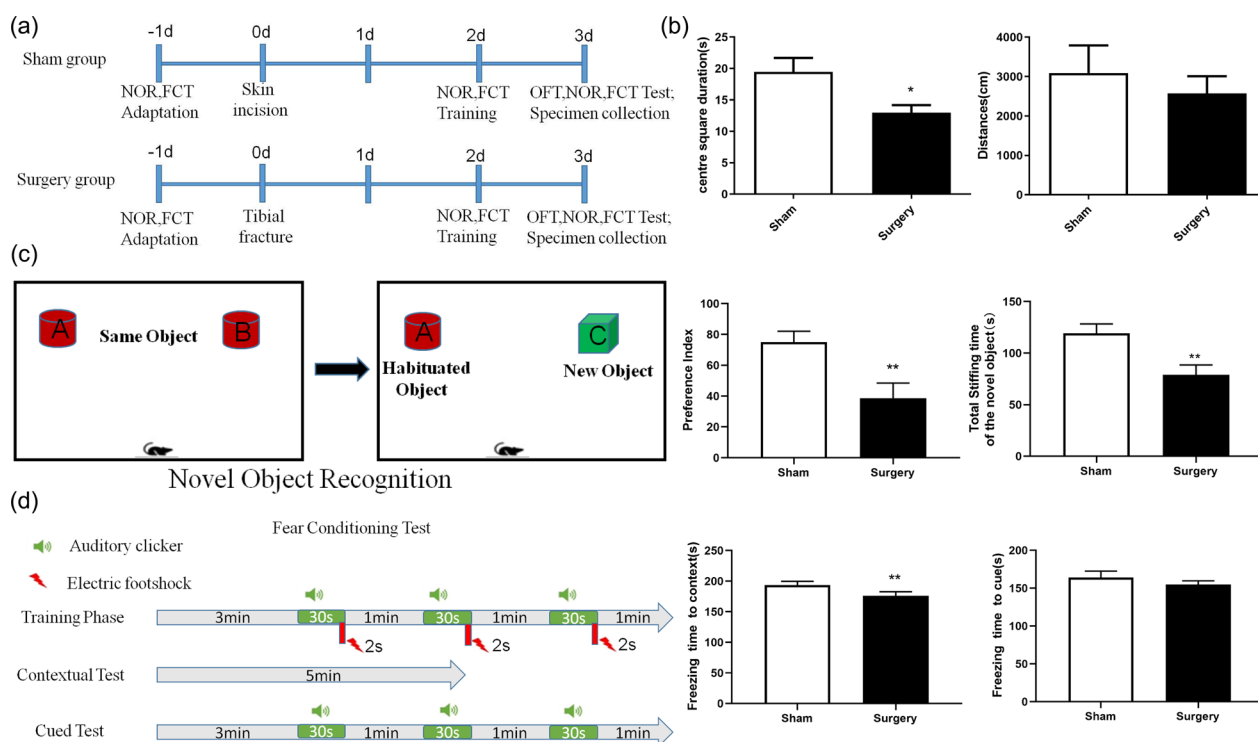 (a)
-1d 0d 1d 2d 3d
Sham group
NOR,FCT Skin NOR,FCT OFT,NOR,FCT Test;
Adaptation incision Training Specimen collection
-1d 0d 1d 2d 3d
Surgery group
NOR,FCT Tibial NOR,FCT OFT,NOR,FCT Test;
Adaptation fracture Training Specimen collection
(b)
centre square duration(s)
25
20
15
10
5
0
*
Sham
Surgery
Distances(cm)
4000
3000
2000
1000
0
Sham
Surgery
(c)
A Same Object B
A C
Habituated New Object
Object
Novel Object Recognition
Preference Index
100
80
60
40
20
0
**
Sham Surgery
Total Stiffing time
of the novel object(s)
150
100
50
0
**
Sham Surgery
(d)
Fear Conditioning Test
Auditory clicker
Electric footshock
Training Phase
3min 30s 1min 30s 1min 30s 1min
2s 2s 2s
Contextual Test
5min
Cued Test
3min 30s 1min 30s 1min 30s 1min
Freezing time to context(s)
250
200
150
100
50
0
**
Sham Surgery
Freezing time to cue(s)
200
150
100
50
0
Sham Surgery